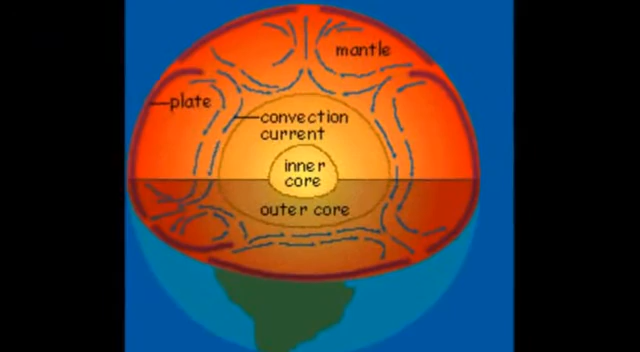 mantle
plate
convection
current
inner
core
outer core